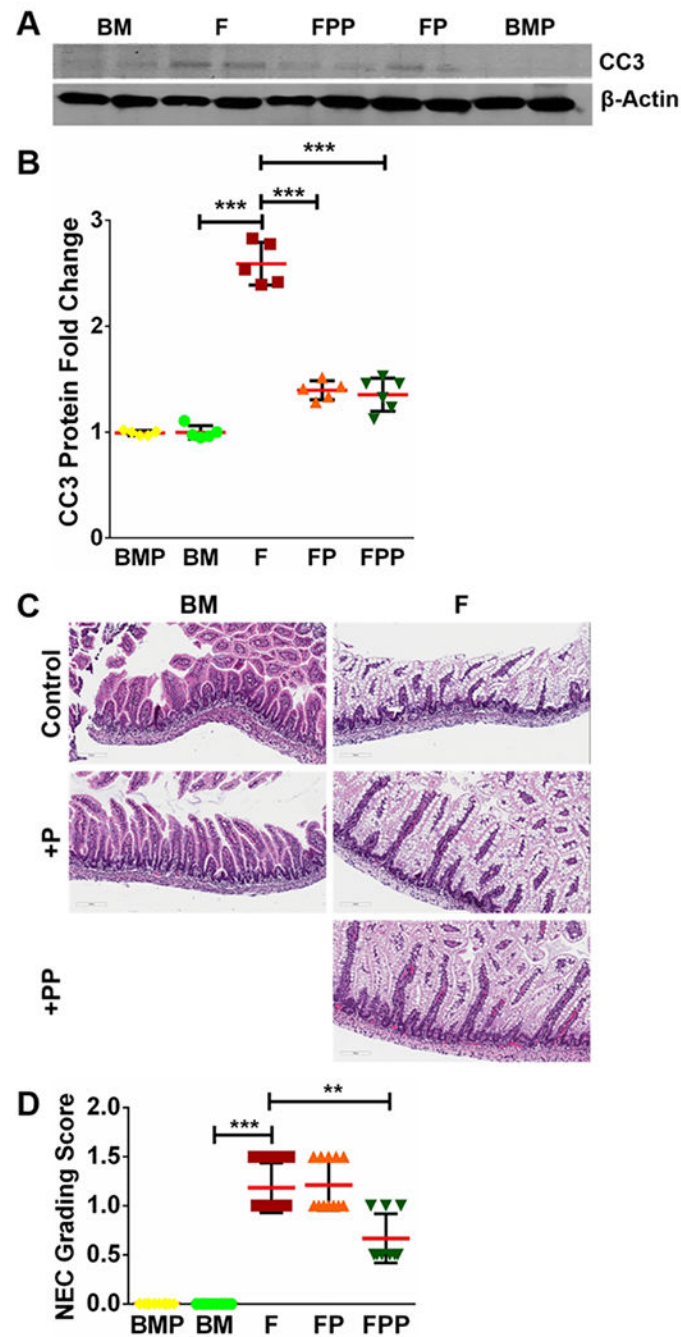 A
BM F FPP FP BMP
CC3
β-Actin
B
***
***
***
CC3 Protein Fold Change
3
2
1
0
BMP BM F FP FPP
C
BM F
Control
+P
+PP
D
**
***
NEC Grading Score
2.0
1.5
1.0
0.5
0.0
BMP BM F FP FPP